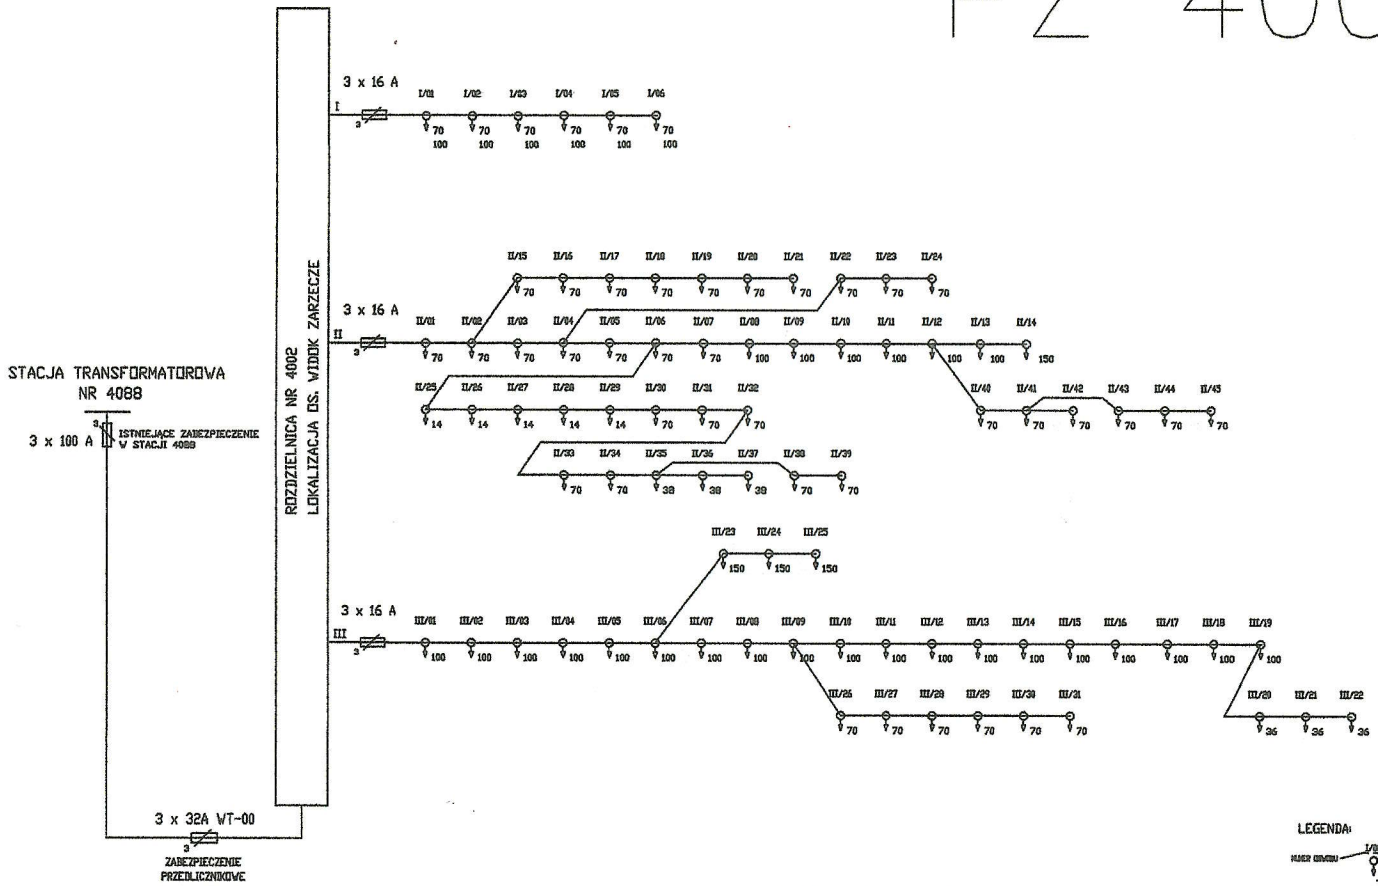 PZ 400
3 x 16 A
I/01 I/02 I/03 I/04 I/05 I/06
I
3
70 70 70 70 70 70
100 100 100 100 100 100
II/15 II/16 II/17 II/18 II/19 II/20 II/21 II/22 II/23 II/24
70 70 70 70 70 70 70 70 70 70
3 x 16 A
II/01 II/02 II/03 II/04 II/05 II/06 II/07 II/08 II/09 II/10 II/11 II/12 II/13 II/14
II
3
70 70 70 70 70 70 70 100 100 100 100 100 100 150
II/25 II/26 II/27 II/28 II/29 II/30 II/31 II/32 II/40 II/41 II/42 II/43 II/44 II/45
14 14 14 14 14 70 70 70 70 70 70 70 70 70
II/33 II/34 II/35 II/36 II/37 II/38 II/39
70 70 38 38 38 70 70
III/23 III/24 III/25
150 150 150
3 x 16 A
III/01 III/02 III/03 III/04 III/05 III/06 III/07 III/08 III/09 III/10 III/11 III/12 III/13 III/14 III/15 III/16 III/17 III/18 III/19
III
3
100 100 100 100 100 100 100 100 100 100 100 100 100 100 100 100 100 100 100
III/26 III/27 III/28 III/29 III/30 III/31 III/20 III/21 III/22
70 70 70 70 70 70 36 36 36
ROZDZIELNICA NR 4002
LOKALIZACJA OS. WIDOK ZARZECZE
STACJA TRANSFORMATOROWA
NR 4088
3
3 x 100 A
ISTNIEJĄCE ZABEZPIECZENIE
W STACJI 4088
3 x 32A WT-00
3
ZABEZPIECZENIE
PRZEDLICZNIKOWE
LEGENDA:
NUMER OBWODU